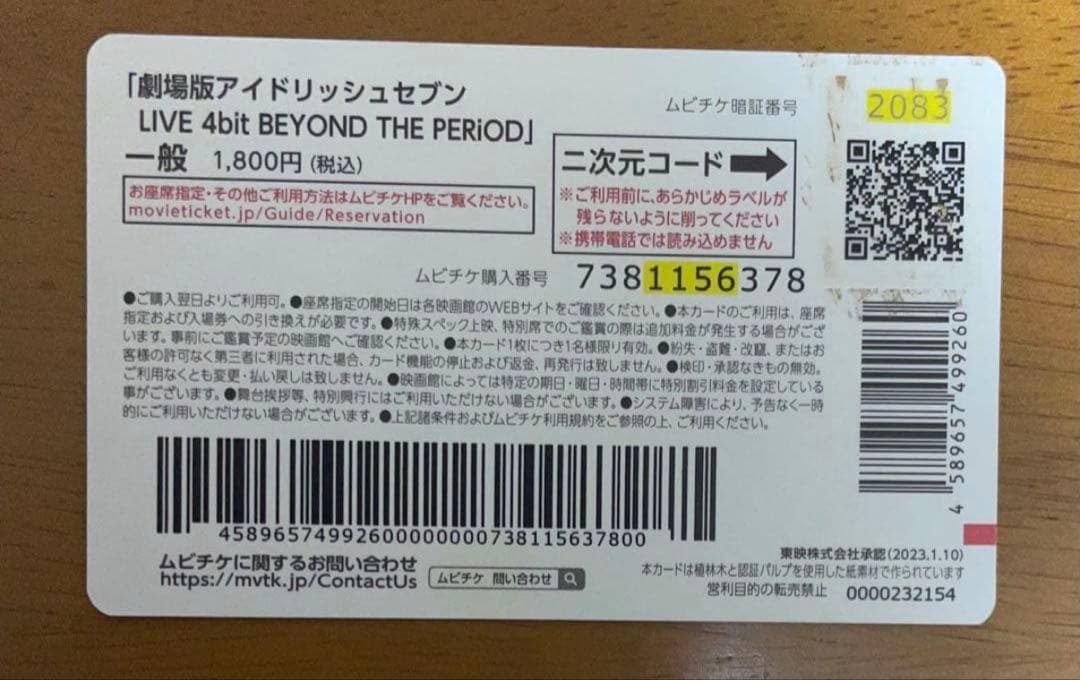 「劇場版アイドリッシュセブン
LIVE 4bit BEYOND THE PERiOD」
一般 1,800円(税込)
お座席指定・その他ご利用方法はムビチケHPをご覧ください。
movieticket.jp/Guide/Reservation
ムビチケ暗証番号 2083
二次元コード
※ご利用前に、あらかじめラベルが
残らないように削ってください
※携帯電話では読み込めません
ムビチケ購入番号 7381156378
●ご購入翌日よりご利用可。●座席指定の開始日は各映画館のWEBサイトをご確認ください。●本カードのご利用は、座席
指定および入場券への引き換えが必要です。●特殊スペック上映、特別席でのご鑑賞の際は追加料金が発生する場合がござ
います。事前にご鑑賞予定の映画館へご確認ください。●本カード1枚につき1名様限り有効。●紛失・盗難・改竄、またはお
客様の許可なく第三者に利用された場合、カード機能の停止および返金、再発行は致しません。●検印・承認なきもの無効。
ご利用なくとも変更・払い戻しは致しません。●映画館によっては特定の期日・曜日・時間帯に特別割引料金を設定している
事がございます。●舞台挨拶等、特別興行にはご利用いただけない場合がございます。●システム障害により、予告なく一時
的にご利用いただけない場合がございます。●上記諸条件およびムビチケ利用規約をご参照の上、ご利用ください。
4589657499260000000073811563​7800
4 589657 499260
ムビチケに関するお問い合わせ
https://mvtk.jp/ContactUs
ムビチケ 問い合わせ
東映株式会社承認(2023.1.10)
本カードは植林木と認証パルプを使用した紙素材で作られています
営利目的の転売禁止 0000232154